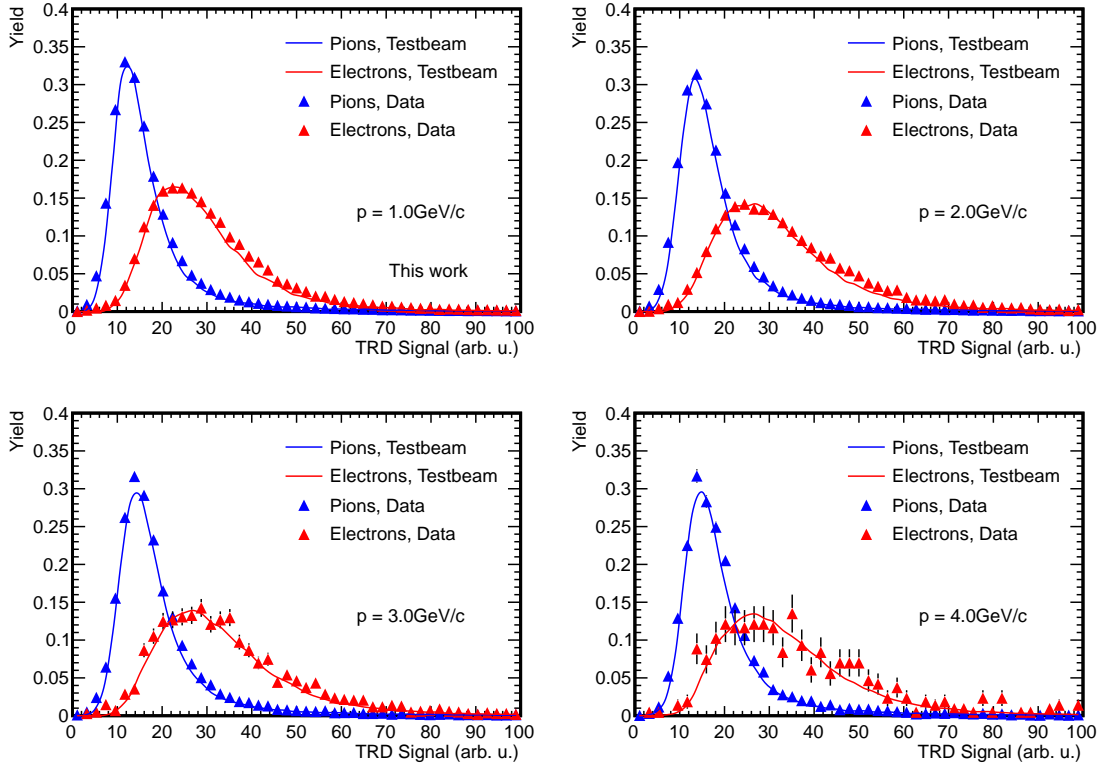 Yield
0.4
0.35
0.3
0.25
0.2
0.15
0.1
0.05
0
Pions, Testbeam
Electrons, Testbeam
Pions, Data
Electrons, Data
p = 1.0GeV/c
This work
0 10 20 30 40 50 60 70 80 90 100
TRD Signal (arb. u.)
Yield
0.4
0.35
0.3
0.25
0.2
0.15
0.1
0.05
0
Pions, Testbeam
Electrons, Testbeam
Pions, Data
Electrons, Data
p = 2.0GeV/c
0 10 20 30 40 50 60 70 80 90 100
TRD Signal (arb. u.)
Yield
0.4
0.35
0.3
0.25
0.2
0.15
0.1
0.05
0
Pions, Testbeam
Electrons, Testbeam
Pions, Data
Electrons, Data
p = 3.0GeV/c
0 10 20 30 40 50 60 70 80 90 100
TRD Signal (arb. u.)
Yield
0.4
0.35
0.3
0.25
0.2
0.15
0.1
0.05
0
Pions, Testbeam
Electrons, Testbeam
Pions, Data
Electrons, Data
p = 4.0GeV/c
0 10 20 30 40 50 60 70 80 90 100
TRD Signal (arb. u.)